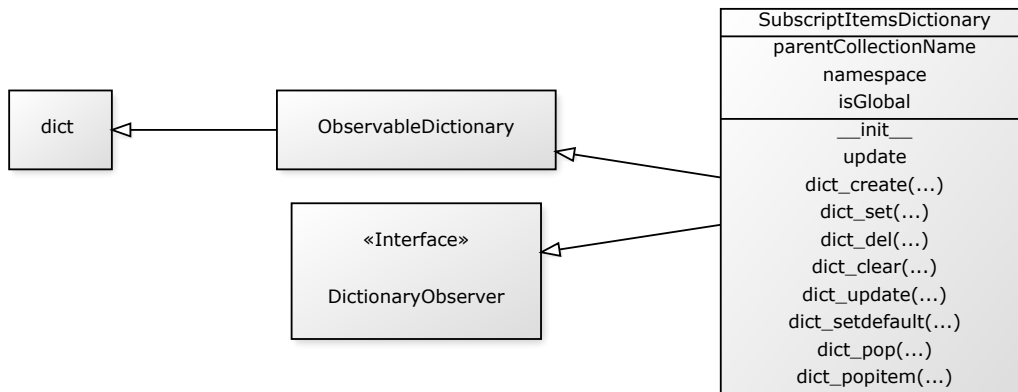 dict
ObservableDictionary
«Interface»
DictionaryObserver
SubscriptItemsDictionary
parentCollectionName
namespace
isGlobal
__init__
update
dict_create(...)
dict_set(...)
dict_del(...)
dict_clear(...)
dict_update(...)
dict_setdefault(...)
dict_pop(...)
dict_popitem(...)